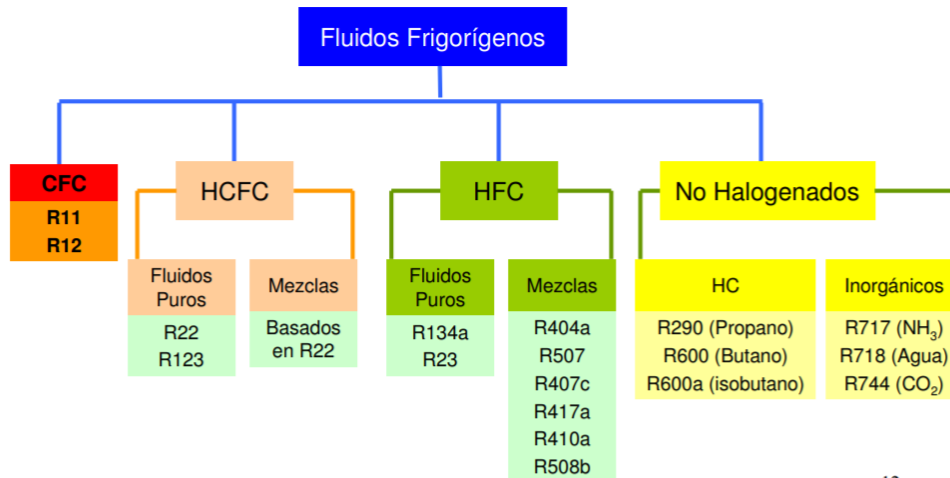 Fluidos Frigorígenos
CFC
R11
R12
HCFC
Fluidos
Puros
R22
R123
Mezclas
Basados
en R22
HFC
Fluidos
Puros
R134a
R23
Mezclas
R404a
R507
R407c
R417a
R410a
R508b
No Halogenados
HC
R290 (Propano)
R600 (Butano)
R600a (isobutano)
Inorgánicos
R717 (NH₃)
R718 (Agua)
R744 (CO₂)